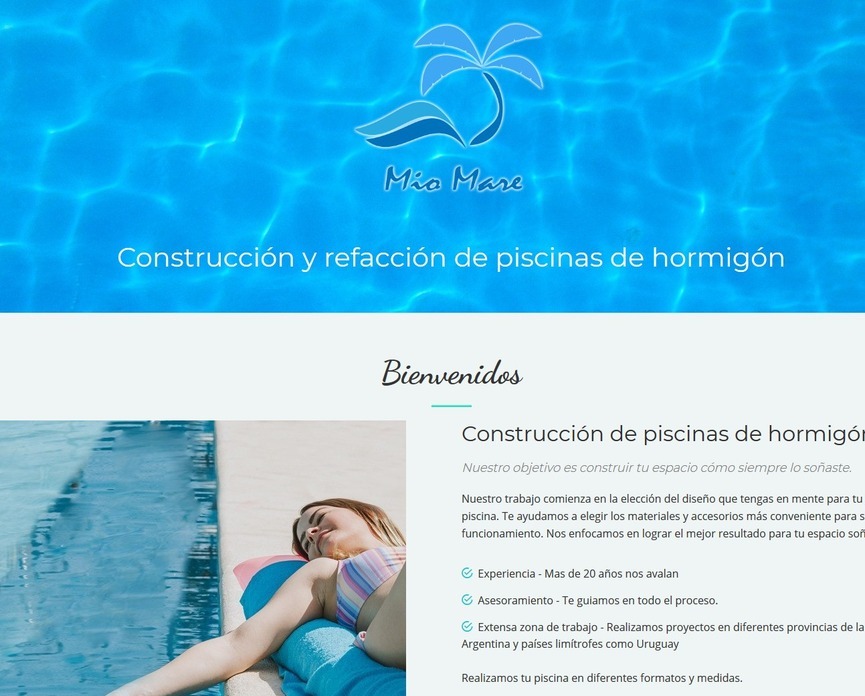 Mio Mare
Construcción y refacción de piscinas de hormigón
Bienvenidos
Construcción de piscinas de hormigón
Nuestro objetivo es construir tu espacio cómo siempre lo soñaste.
Nuestro trabajo comienza en la elección del diseño que tengas en mente para tu
piscina. Te ayudamos a elegir los materiales y accesorios más conveniente para
funcionamiento. Nos enfocamos en lograr el mejor resultado para tu espacio
Experiencia - Mas de 20 años nos avalan
Asesoramiento - Te guiamos en todo el proceso.
Extensa zona de trabajo - Realizamos proyectos en diferentes provincias de la
Argentina y países limítrofes como Uruguay
Realizamos tu piscina en diferentes formatos y medidas.